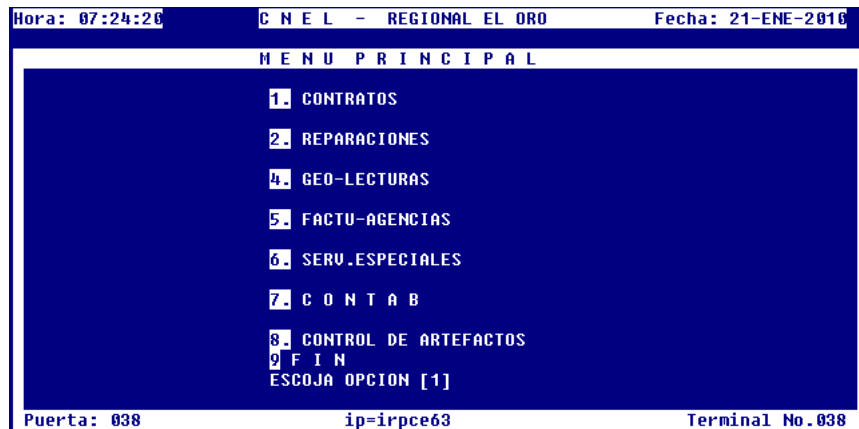 Hora: 07:24:20 C N E L - REGIONAL EL ORO Fecha: 21-ENE-2010
M E N U P R I N C I P A L
1. CONTRATOS
2. REPARACIONES
4. GEO-LECTURAS
5. FACTU-AGENCIAS
6. SERV.ESPECIALES
7. C O N T A B
8. CONTROL DE ARTEFACTOS
9 F I N
ESCOJA OPCION [1]
Puerta: 038 ip=irpce63 Terminal No.038